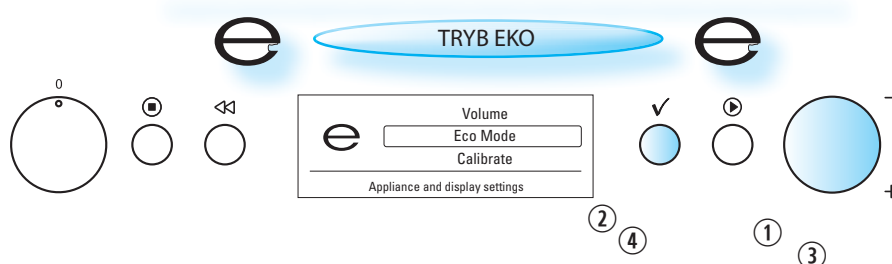 TRYB EKO
0
Volume
Eco Mode
Calibrate
Appliance and display settings
−
+
②
④
①
③